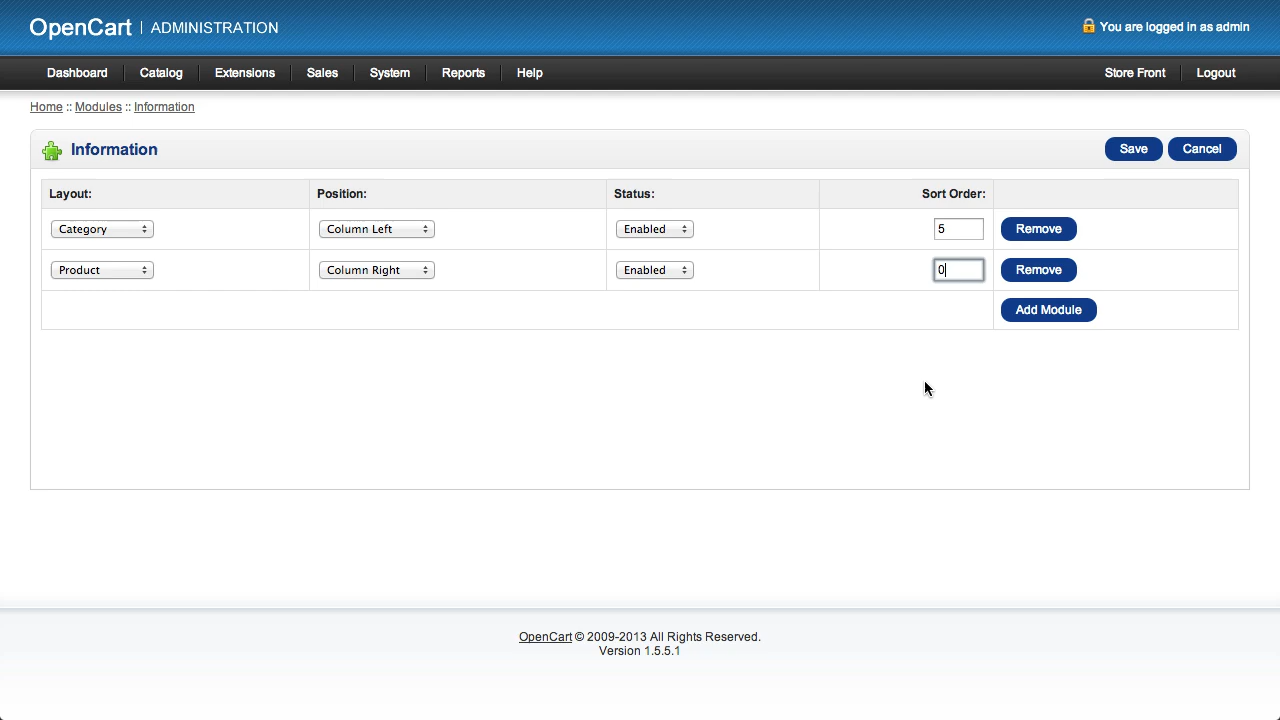 OpenCart | ADMINISTRATION You are logged in as admin
Dashboard Catalog Extensions Sales System Reports Help Store Front Logout
Home :: Modules :: Information
Information Save Cancel
Layout: Position: Status: Sort Order:
Category Column Left Enabled 5 Remove
Product Column Right Enabled 0 Remove
Add Module
OpenCart © 2009-2013 All Rights Reserved.
Version 1.5.5.1